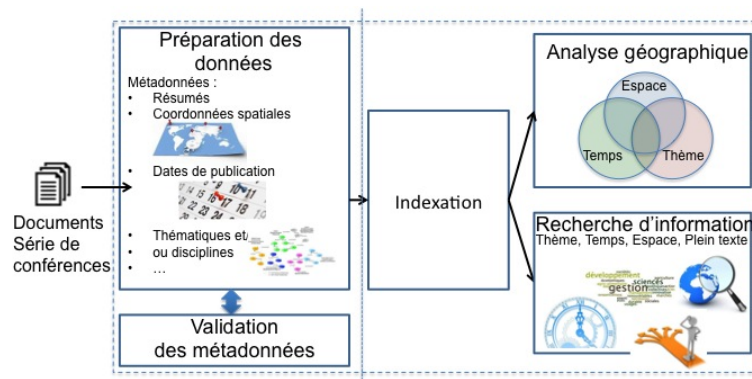 Préparation des
données
Métadonnées :
• Résumés
• Coordonnées spatiales
• Dates de publication
• Thématiques et/
• ou disciplines
• ...
Documents
Série de
conférences
Validation
des métadonnées
Indexation
Analyse géographique
Espace
Temps
Thème
Recherche d'information
Thème, Temps, Espace, Plein texte
développement
sciences
gestion